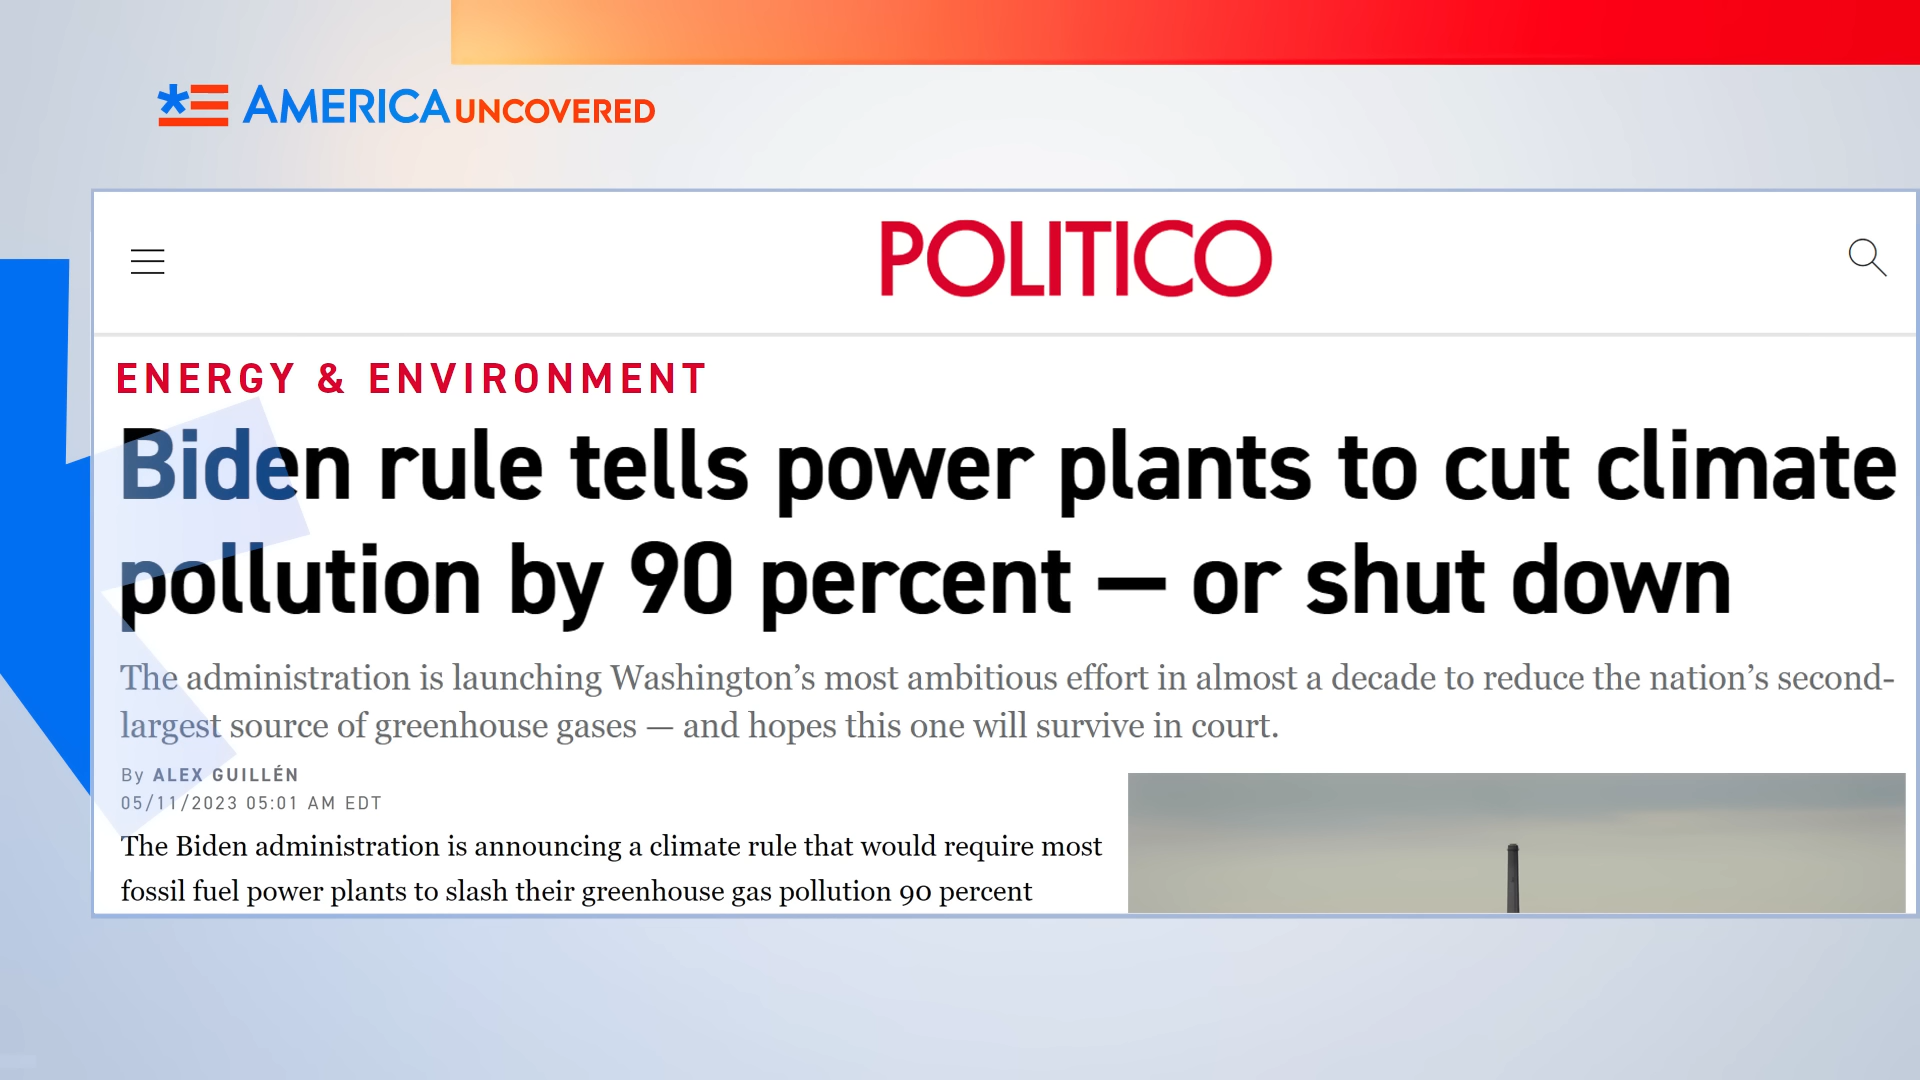 AMERICA UNCOVERED
POLITICO
ENERGY & ENVIRONMENT
Biden rule tells power plants to cut climate
pollution by 90 percent — or shut down
The administration is launching Washington’s most ambitious effort in almost a decade to reduce the nation’s second-
largest source of greenhouse gases — and hopes this one will survive in court.
By ALEX GUILLÉN
05/11/2023 05:01 AM EDT
The Biden administration is announcing a climate rule that would require most
fossil fuel power plants to slash their greenhouse gas pollution 90 percent